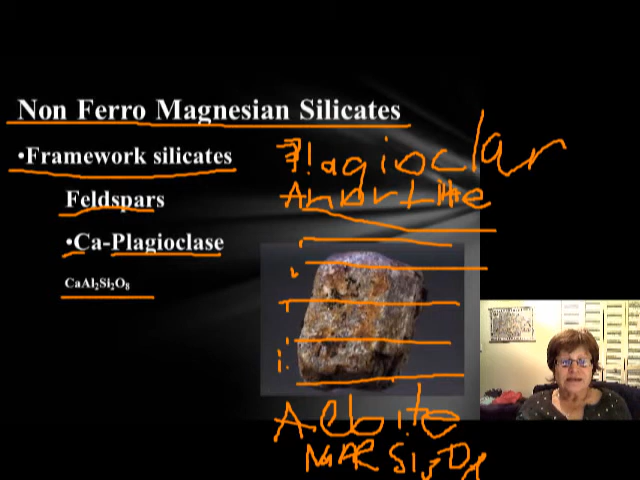 Non Ferro Magnesian Silicates
•Framework silicates
Feldspars
•Ca-Plagioclase
CaAl₂Si₂O₈
Plagioclar
Anorthite
Albite
NaAlSi₃O₈